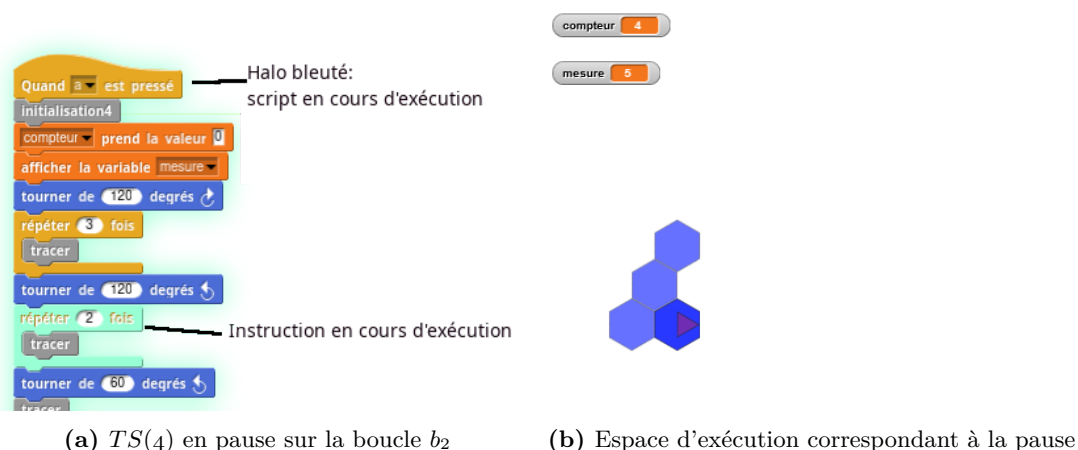 compteur 4
mesure 5
Quand a est pressé
initialisation4
compteur prend la valeur 0
afficher la variable mesure
tourner de 120 degrés
répéter 3 fois
tracer
tourner de 120 degrés
répéter 2 fois
tracer
tourner de 60 degrés
tracer
Halo bleuté:
script en cours d'exécution
Instruction en cours d'exécution
(a) TS(4) en pause sur la boucle b₂
(b) Espace d'exécution correspondant à la pause